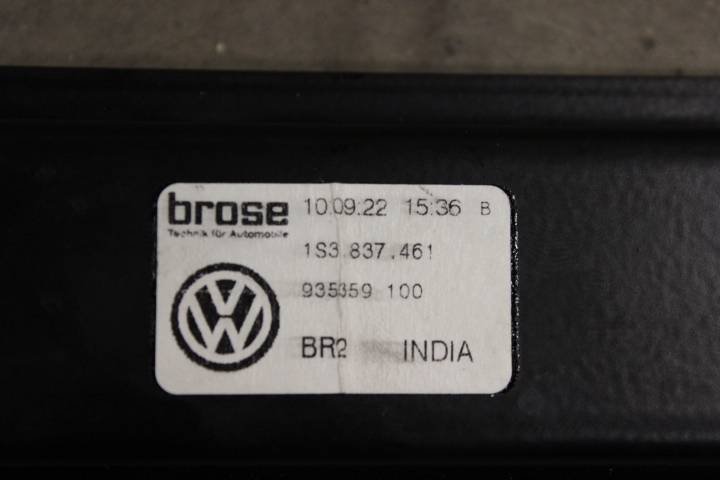 brose 10.09.22 15:36 B
Technik für Automobile
1S3.837.461
935359 100
BR2 INDIA